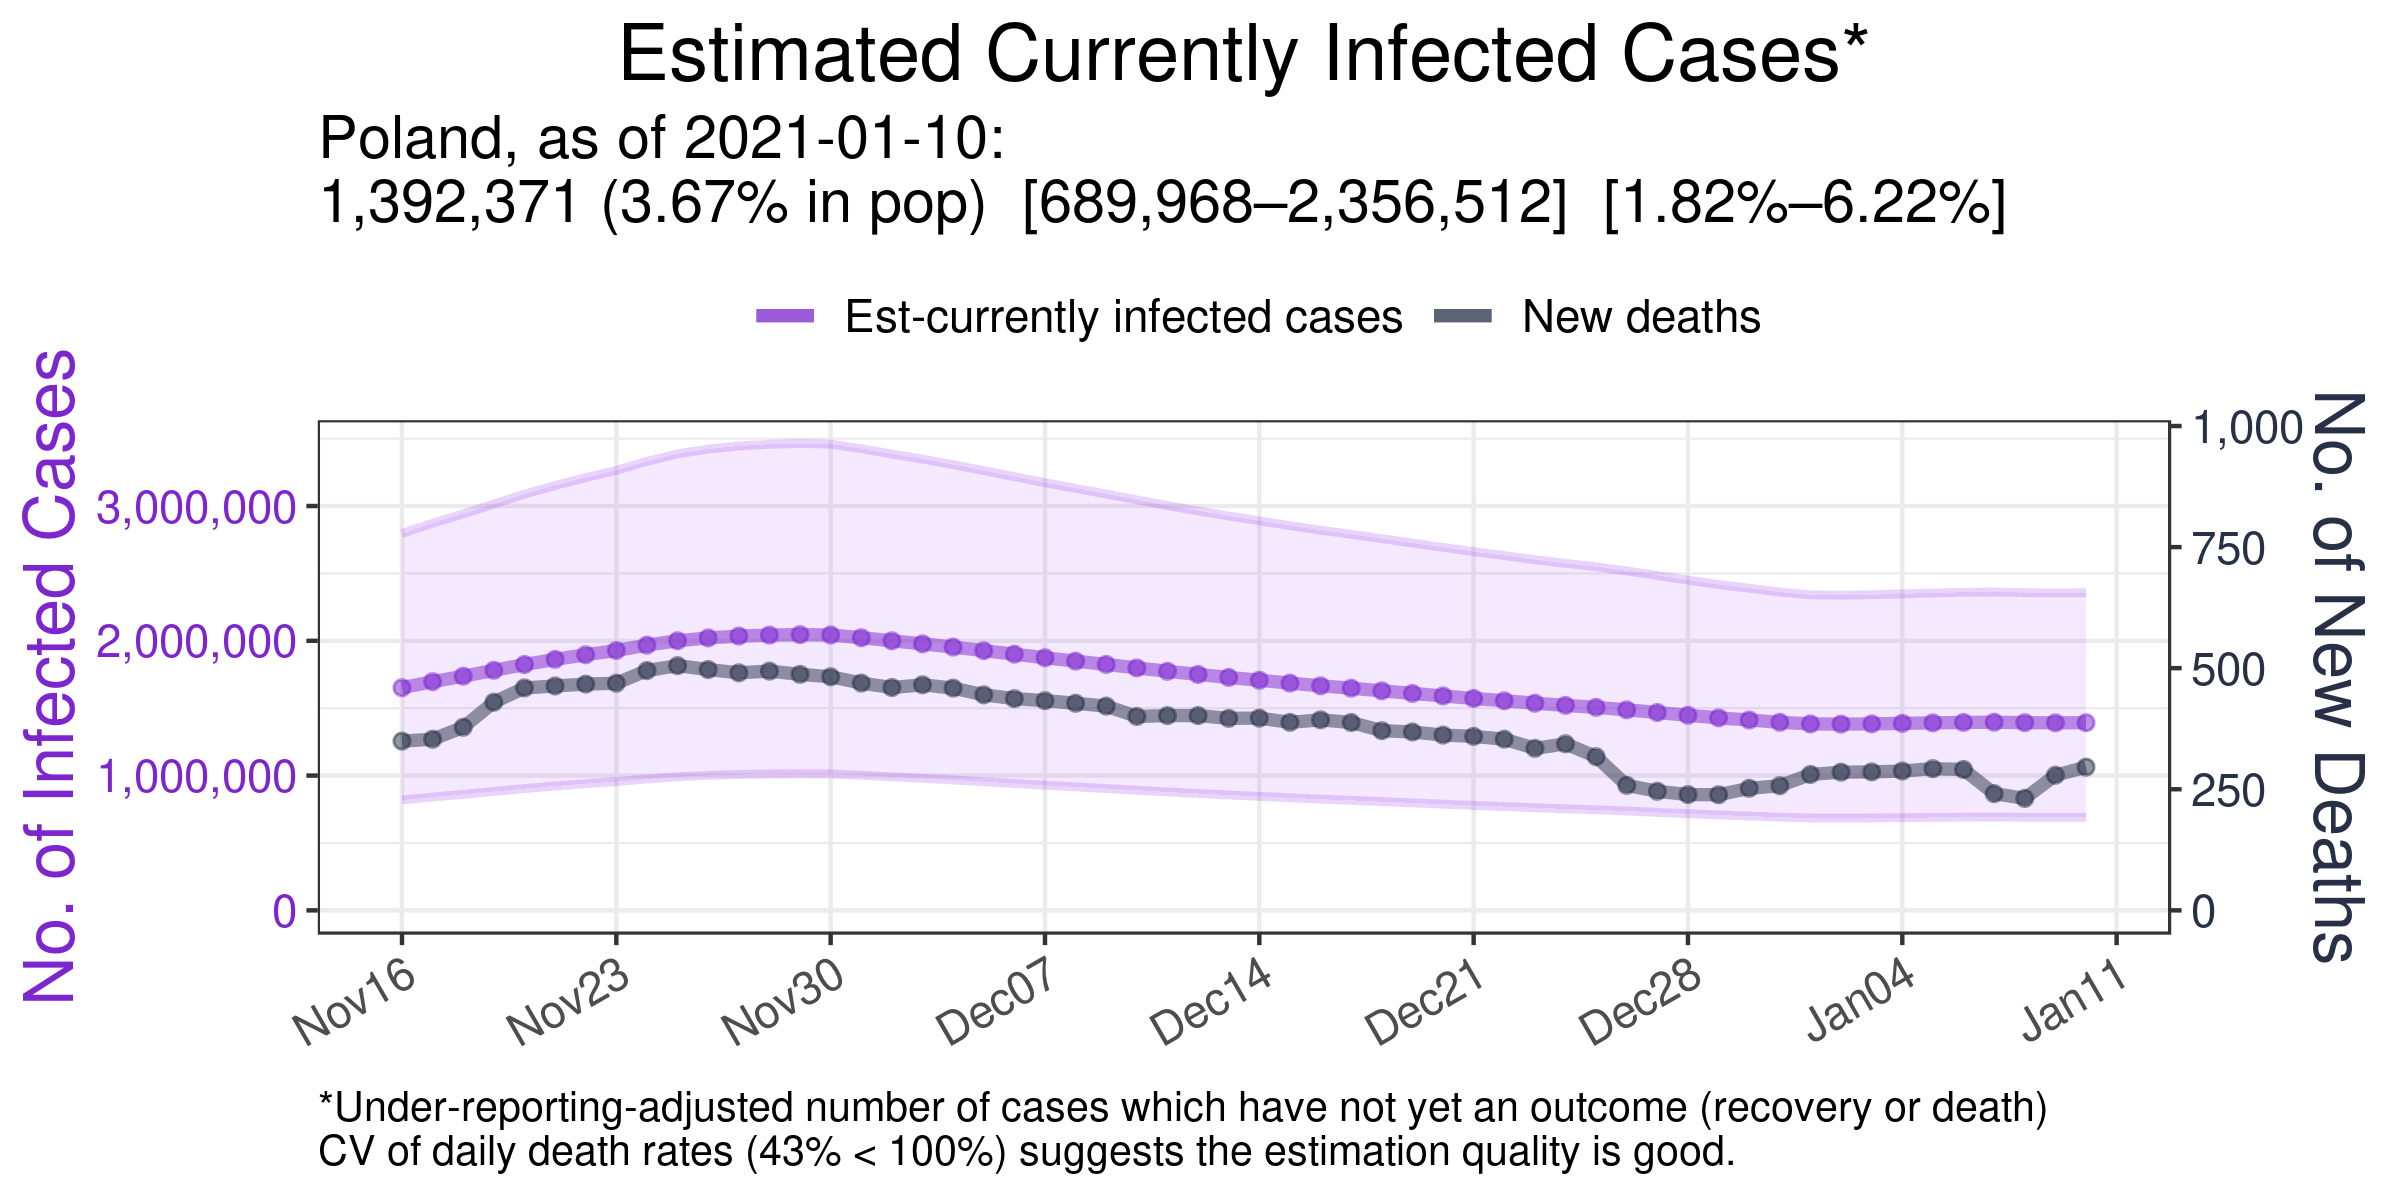 Estimated Currently Infected Cases*
Poland, as of 2021-01-10:
1,392,371 (3.67% in pop) [689,968–2,356,512] [1.82%–6.22%]
Est-currently infected cases New deaths
No. of Infected Cases
3,000,000
2,000,000
1,000,000
0
1,000
750
500
250
0
No. of New Deaths
Nov16 Nov23 Nov30 Dec07 Dec14 Dec21 Dec28 Jan04 Jan11
*Under-reporting-adjusted number of cases which have not yet an outcome (recovery or death)
CV of daily death rates (43% < 100%) suggests the estimation quality is good.